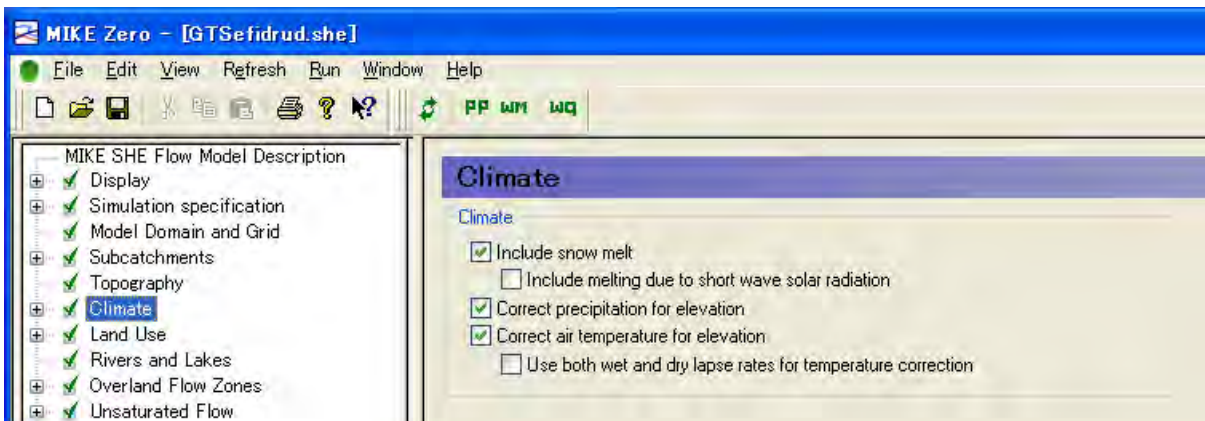 MIKE Zero - [GTSefidrud.she]
File Edit View Refresh Run Window Help
PP WM WQ
MIKE SHE Flow Model Description
Display
Simulation specification
Model Domain and Grid
Subcatchments
Topography
Climate
Land Use
Rivers and Lakes
Overland Flow Zones
Unsaturated Flow
Climate
Climate
Include snow melt
Include melting due to short wave solar radiation
Correct precipitation for elevation
Correct air temperature for elevation
Use both wet and dry lapse rates for temperature correction